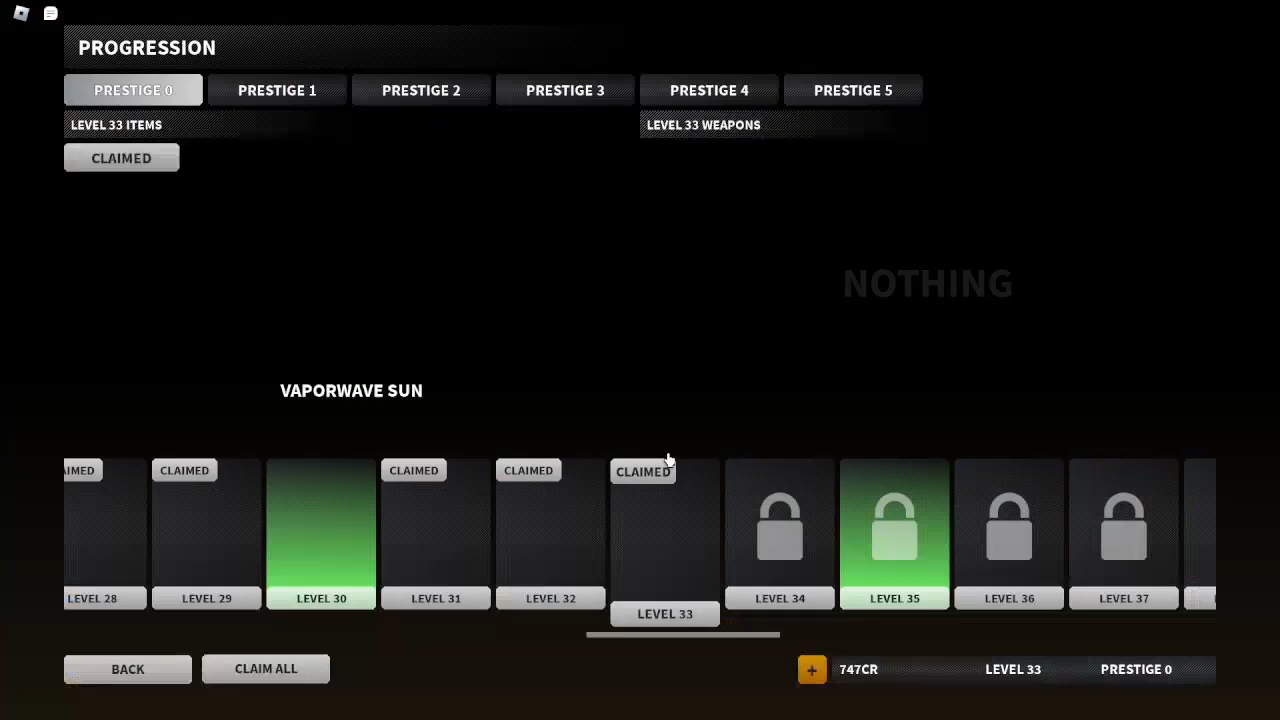 PROGRESSION
PRESTIGE 0 PRESTIGE 1 PRESTIGE 2 PRESTIGE 3 PRESTIGE 4 PRESTIGE 5
LEVEL 33 ITEMS LEVEL 33 WEAPONS
CLAIMED
NOTHING
VAPORWAVE SUN
AIMED CLAIMED CLAIMED CLAIMED CLAIMED
LEVEL 28 LEVEL 29 LEVEL 30 LEVEL 31 LEVEL 32 LEVEL 33 LEVEL 34 LEVEL 35 LEVEL 36 LEVEL 37
BACK CLAIM ALL + 747CR LEVEL 33 PRESTIGE 0